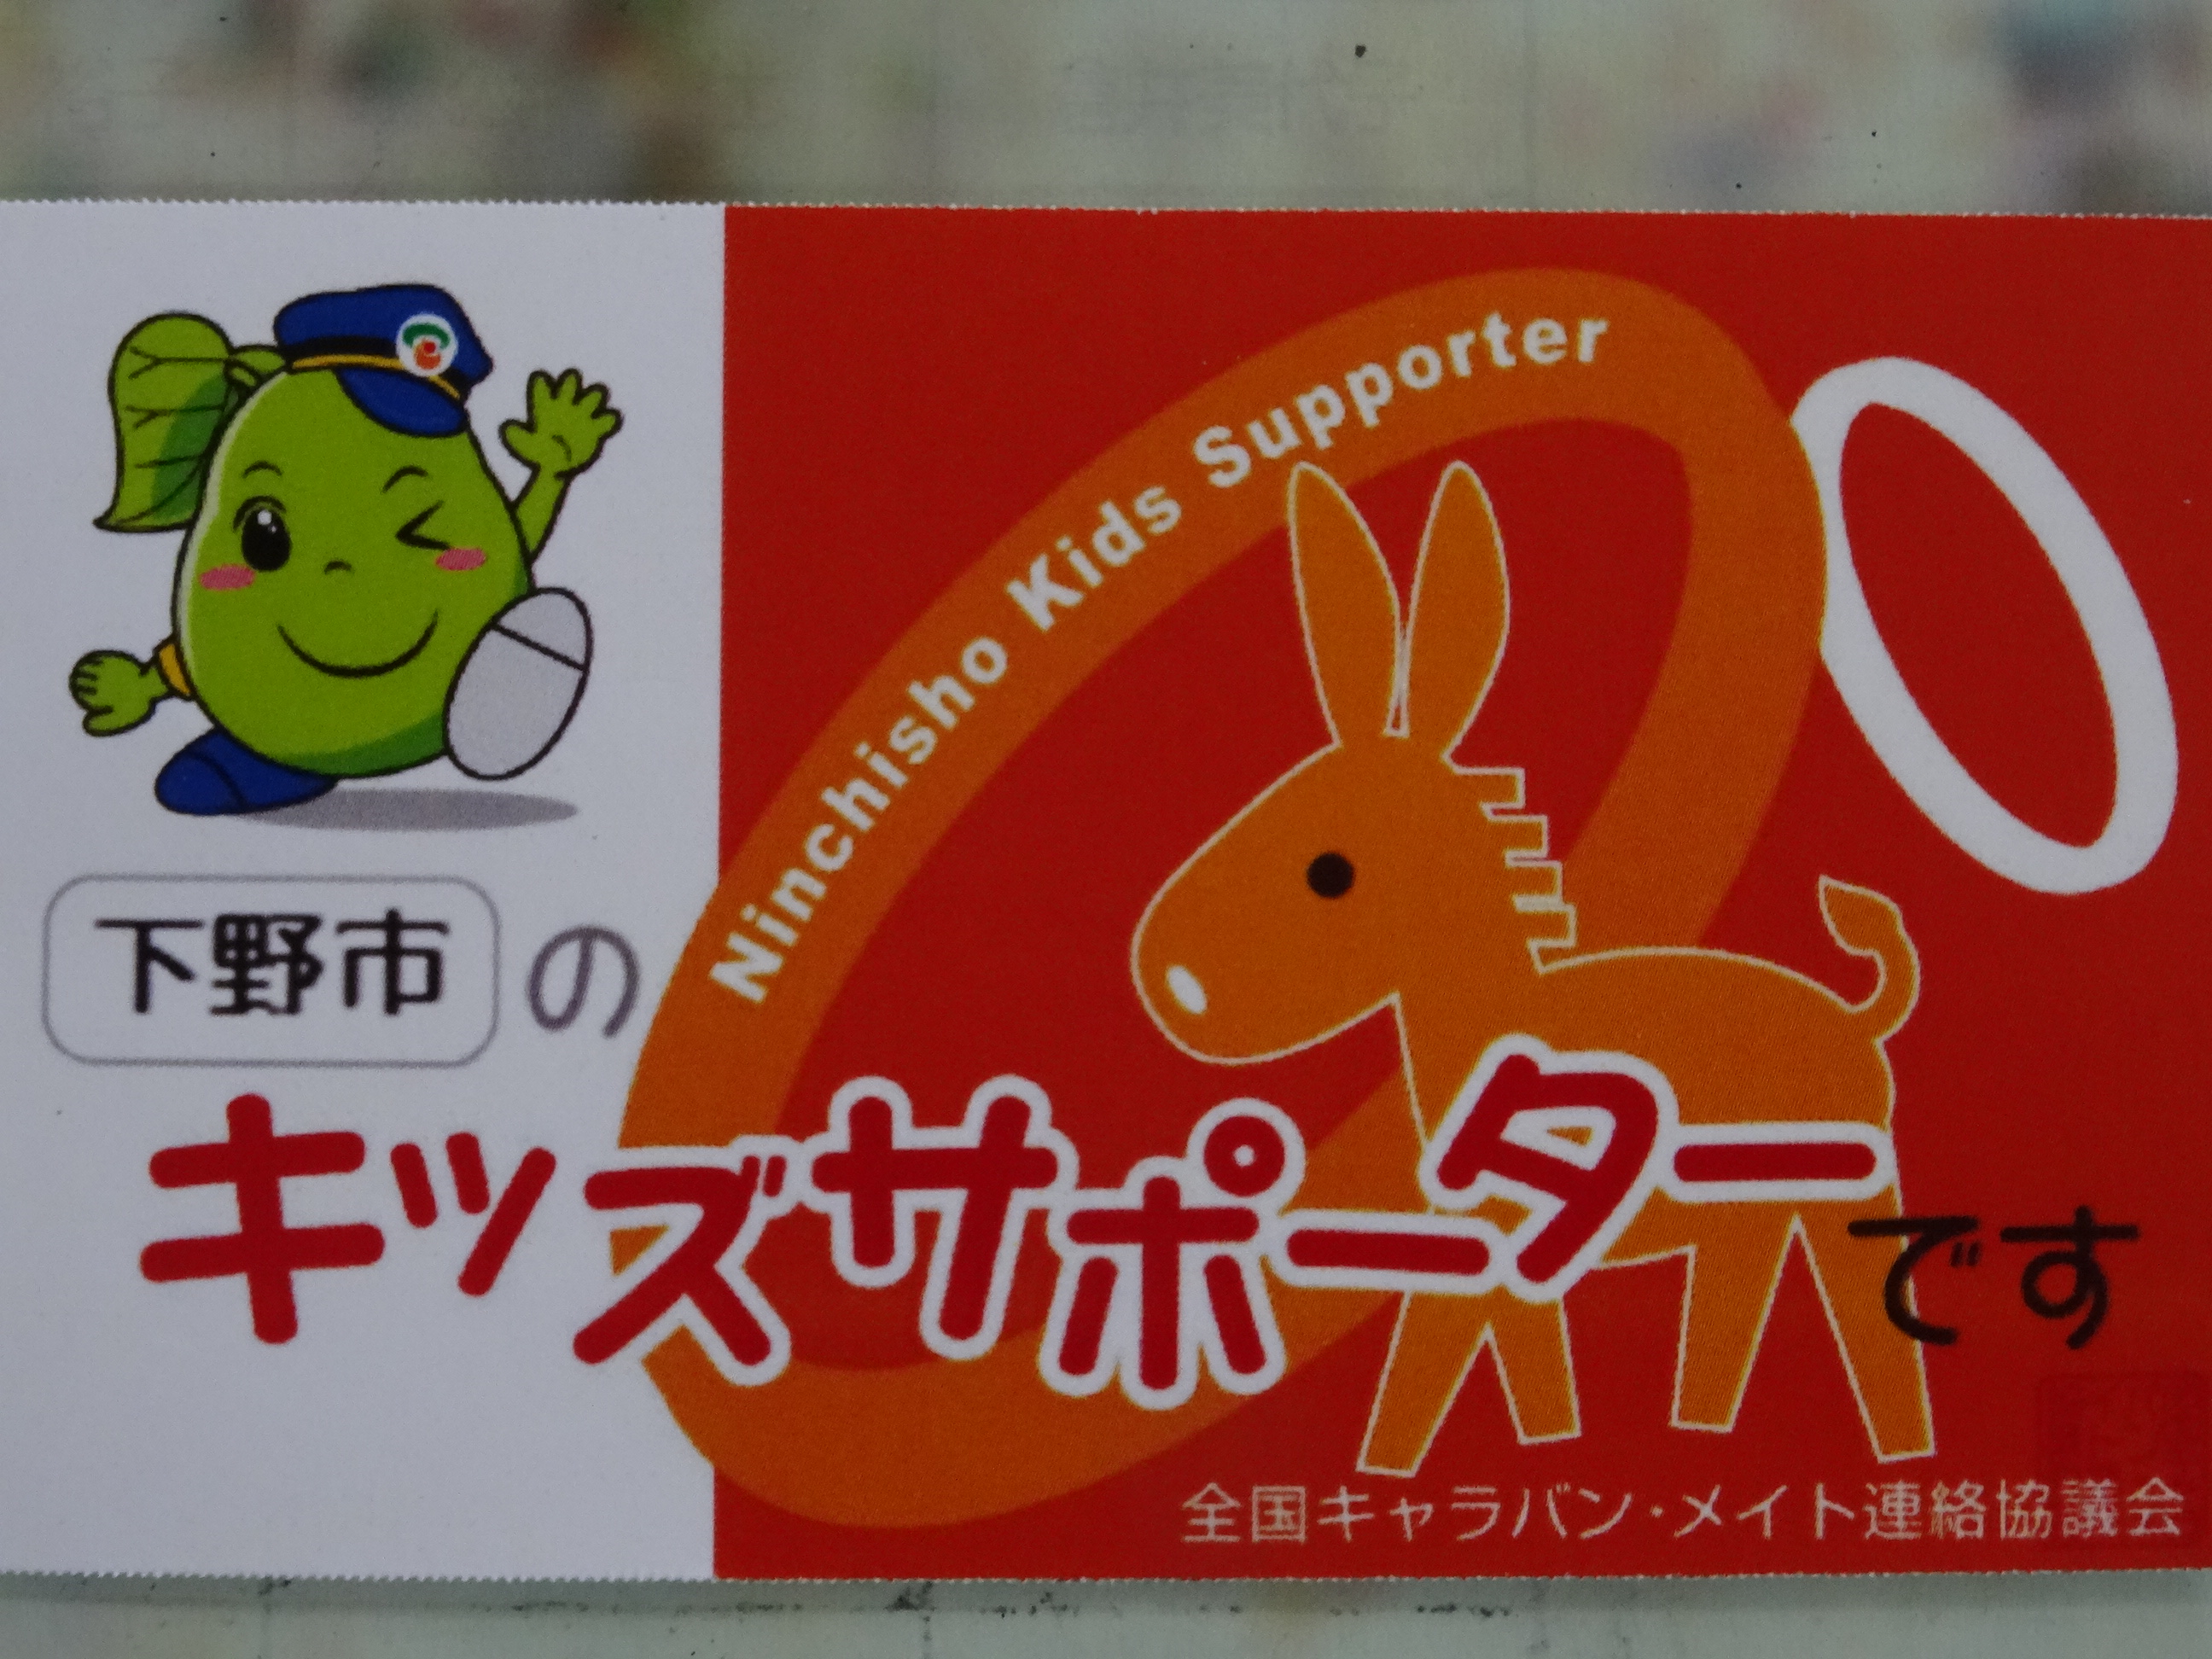 Ninchisho Kids Supporter
下野市の
キッズサポーターです
全国キャラバン・メイト連絡協議会